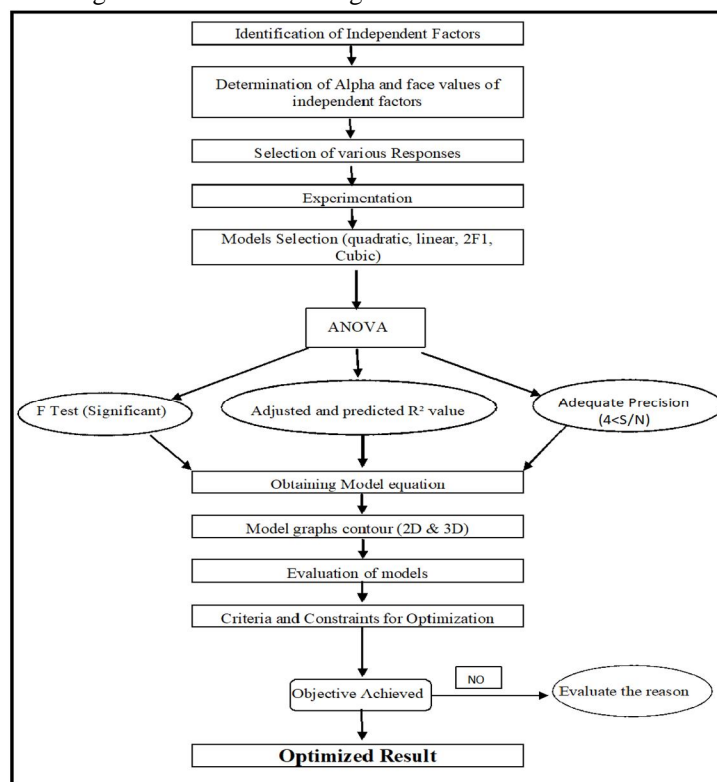 Identification of Independent Factors
Determination of Alpha and face values of
independent factors
Selection of various Responses
Experimentation
Models Selection (quadratic, linear, 2F1,
Cubic)
ANOVA
F Test (Significant)
Adjusted and predicted R² value
Adequate Precision
(4<S/N)
Obtaining Model equation
Model graphs contour (2D & 3D)
Evaluation of models
Criteria and Constraints for Optimization
Objective Achieved
NO
Evaluate the reason
Optimized Result